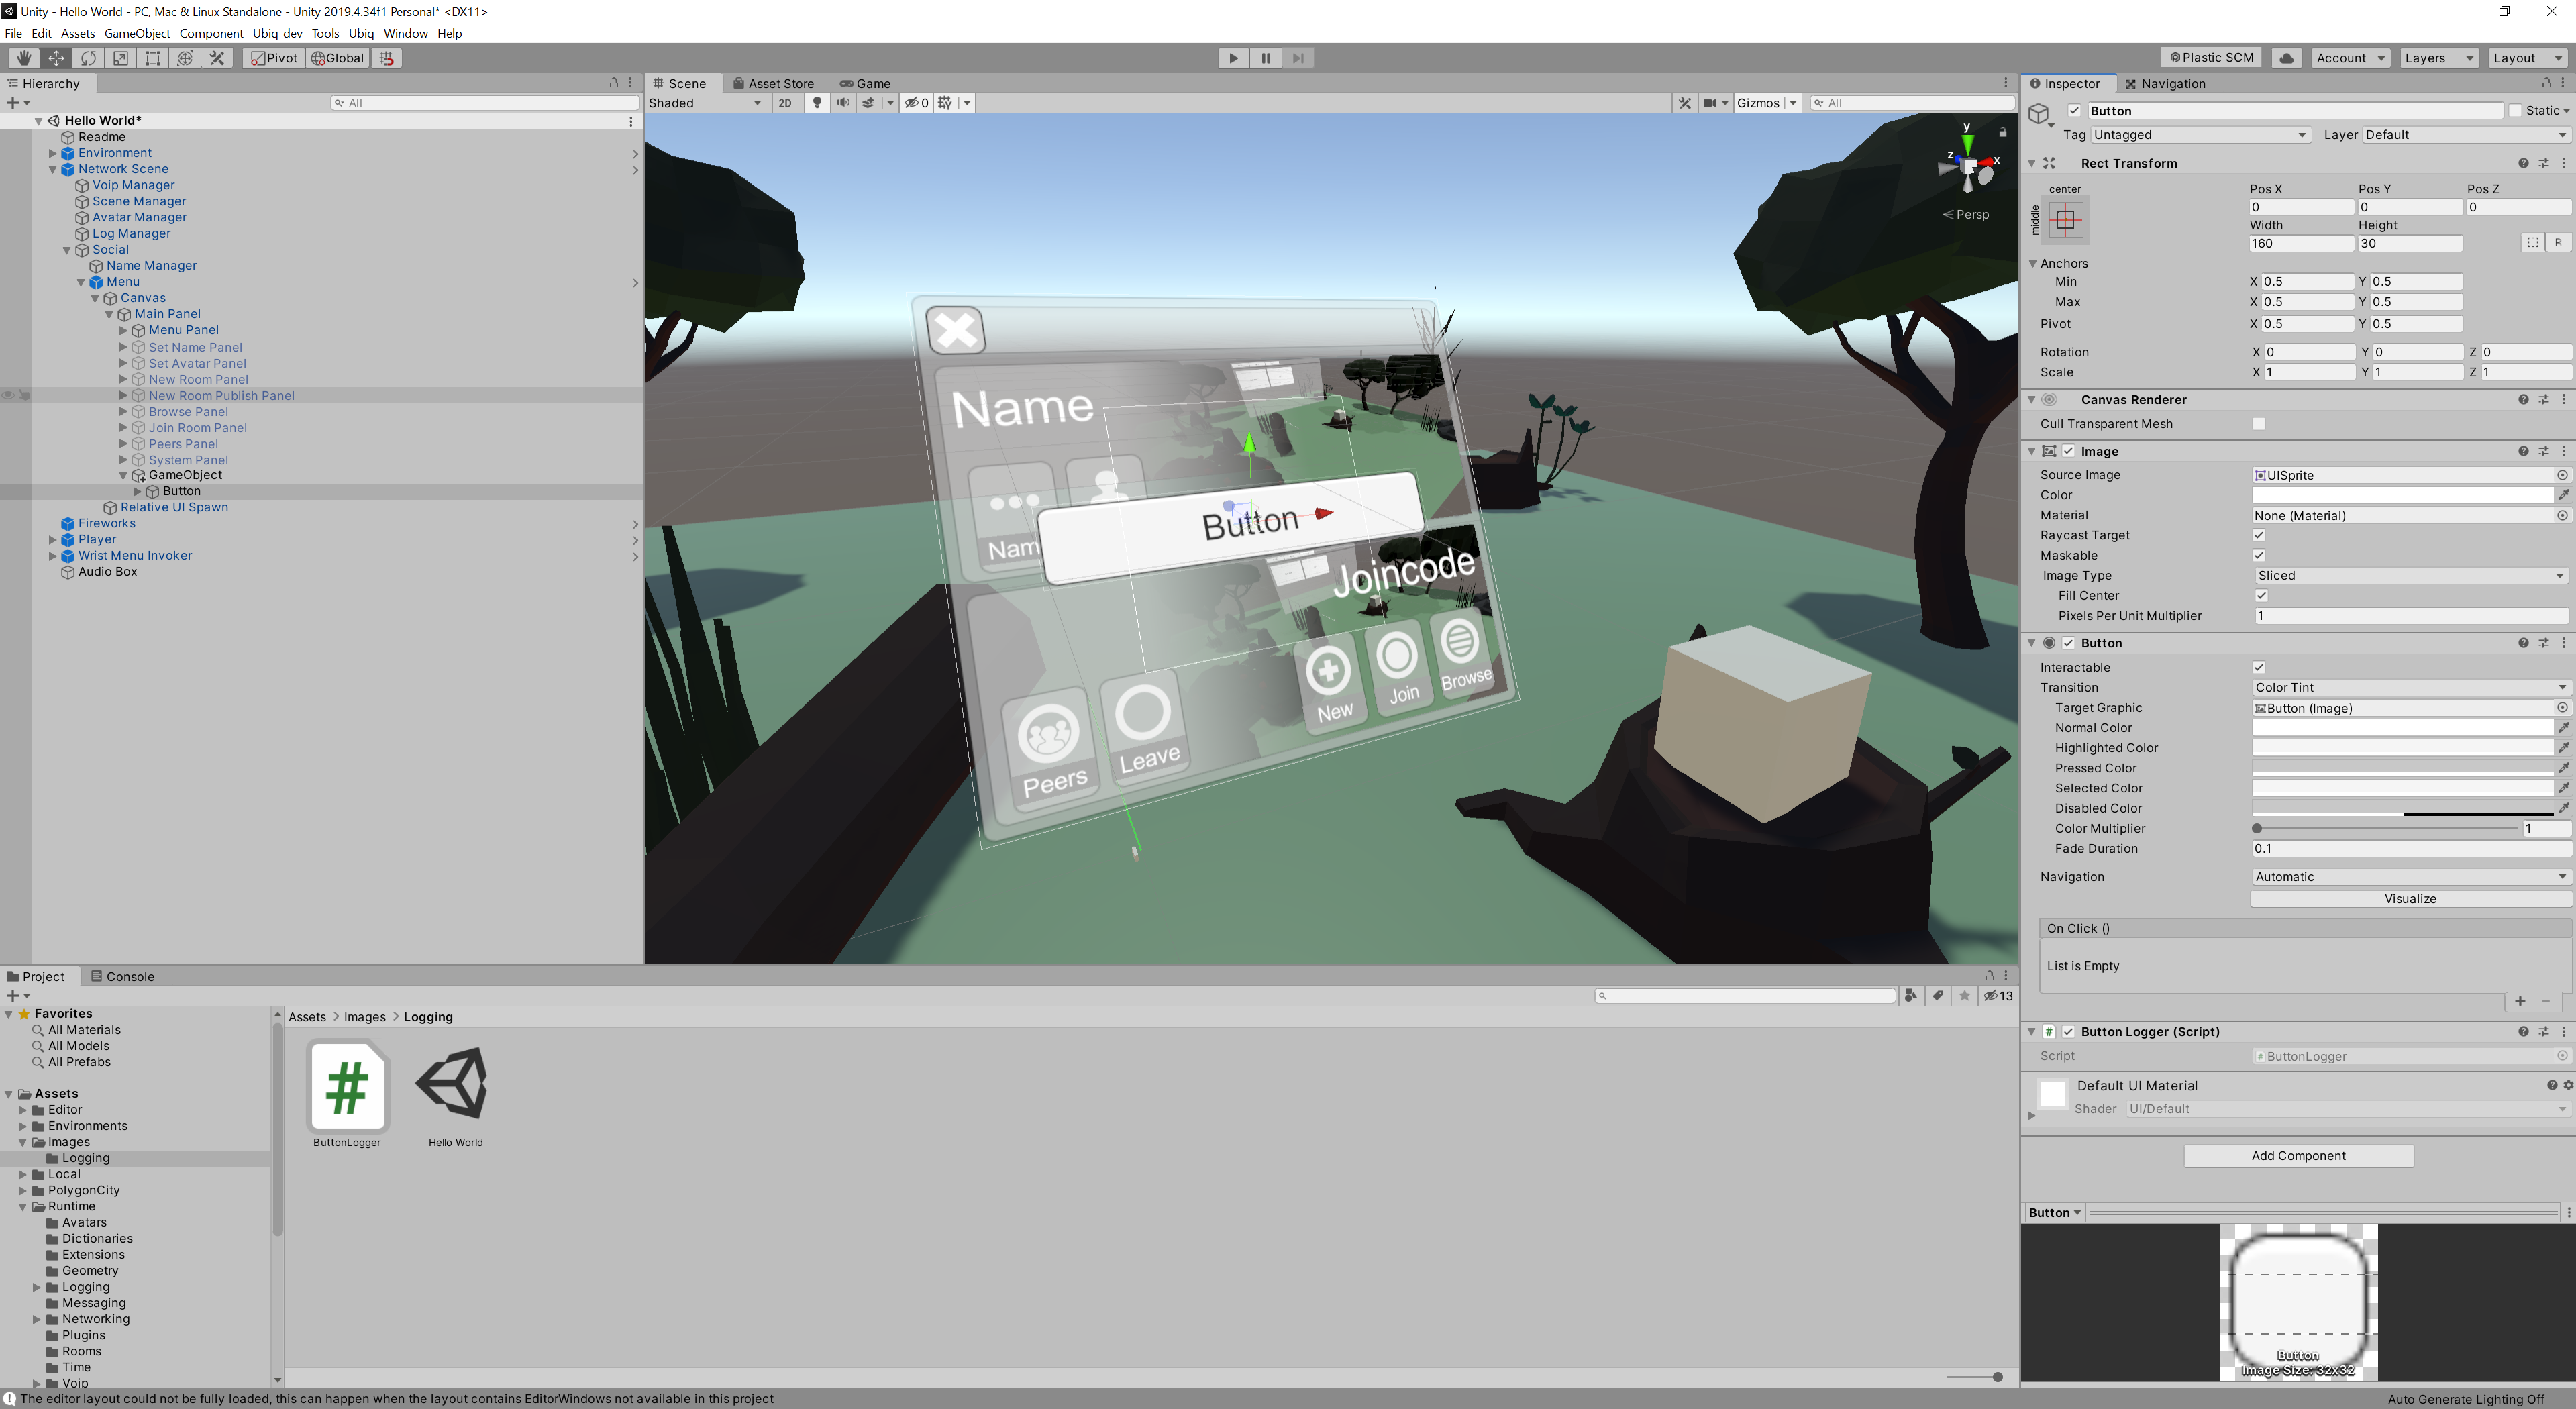 Unity - Hello World - PC, Mac & Linux Standalone - Unity 2019.4.34f1 Personal* <DX11>
File Edit Assets GameObject Component Ubiq-dev Tools Ubiq Window Help
Pivot Global Plastic SCM Account Layers Layout
Hierarchy
All
Hello World*
Readme
Environment
Network Scene
Voip Manager
Scene Manager
Avatar Manager
Log Manager
Social
Name Manager
Menu
Canvas
Main Panel
Menu Panel
Set Name Panel
Set Avatar Panel
New Room Panel
New Room Publish Panel
Browse Panel
Join Room Panel
Peers Panel
System Panel
GameObject
Button
Relative UI Spawn
Fireworks
Player
Wrist Menu Invoker
Audio Box
Scene Asset Store Game
Shaded 2D 0 Gizmos All
y
z x
Persp
Name
Nam
Button
Joincode
Peers Leave New Join Browse
Inspector Navigation
Button Static
Tag Untagged Layer Default
Rect Transform
center
middle
Pos X Pos Y Pos Z
0 0 0
Width Height
160 30 R
Anchors
Min X 0.5 Y 0.5
Max X 0.5 Y 0.5
Pivot X 0.5 Y 0.5
Rotation X 0 Y 0 Z 0
Scale X 1 Y 1 Z 1
Canvas Renderer
Cull Transparent Mesh
Image
Source Image UISprite
Color
Material None (Material)
Raycast Target
Maskable
Image Type Sliced
Fill Center
Pixels Per Unit Multiplier 1
Button
Interactable
Transition Color Tint
Target Graphic Button (Image)
Normal Color
Highlighted Color
Pressed Color
Selected Color
Disabled Color
Color Multiplier 1
Fade Duration 0.1
Navigation Automatic
Visualize
On Click ()
List is Empty
Button Logger (Script)
Script ButtonLogger
Default UI Material
Shader UI/Default
Add Component
Button
Button
Image Size: 32x32
Project Console
13
Favorites
All Materials
All Models
All Prefabs
Assets
Editor
Environments
Images
Logging
Local
PolygonCity
Runtime
Avatars
Dictionaries
Extensions
Geometry
Logging
Messaging
Networking
Plugins
Rooms
Time
Voip
Assets > Images > Logging
#
ButtonLogger Hello World
The editor layout could not be fully loaded, this can happen when the layout contains EditorWindows not available in this project
Auto Generate Lighting Off